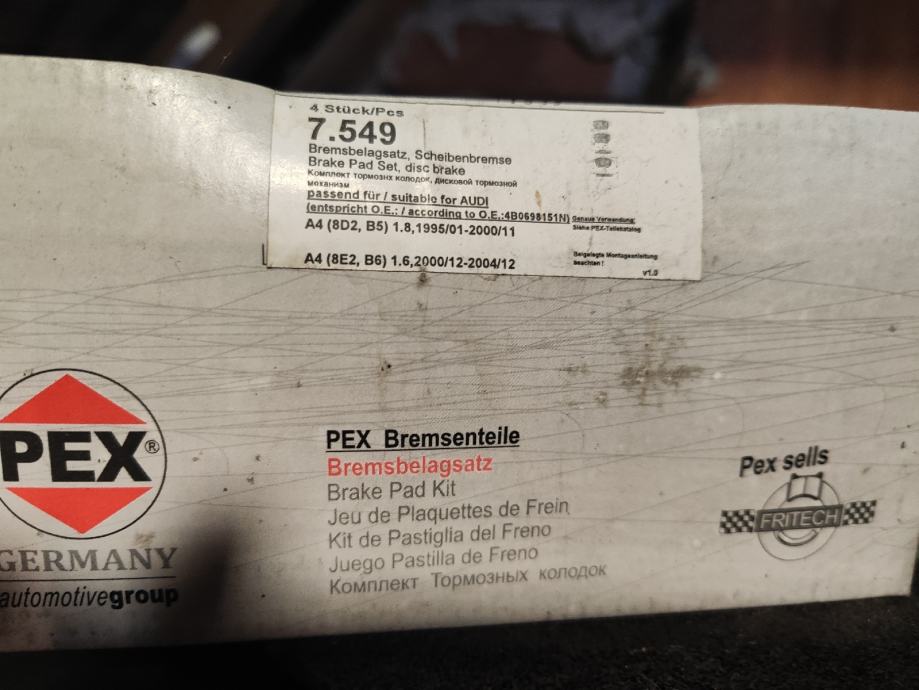 4 Stück/Pcs
7.549
Bremsbelagsatz, Scheibenbremse
Brake Pad Set, disc brake
Комплект тормозных колодок, дисковой тормозной
механизм
passend für / suitable for AUDI
(entspricht O.E.: / according to O.E.:4B0698151N)
Genaue Verwendung:
Siehe PEX-Teilekatalog
A4 (8D2, B5) 1.8,1995/01-2000/11
A4 (8E2, B6) 1.6,2000/12-2004/12
Beigelegte Montageanleitung
beachten !
v1.0
PEX®
GERMANY
automotivegroup
PEX Bremsenteile
Bremsbelagsatz
Brake Pad Kit
Jeu de Plaquettes de Frein
Kit de Pastiglia del Freno
Juego Pastilla de Freno
Комплект Тормозных колодок
Pex sells
FRITECH